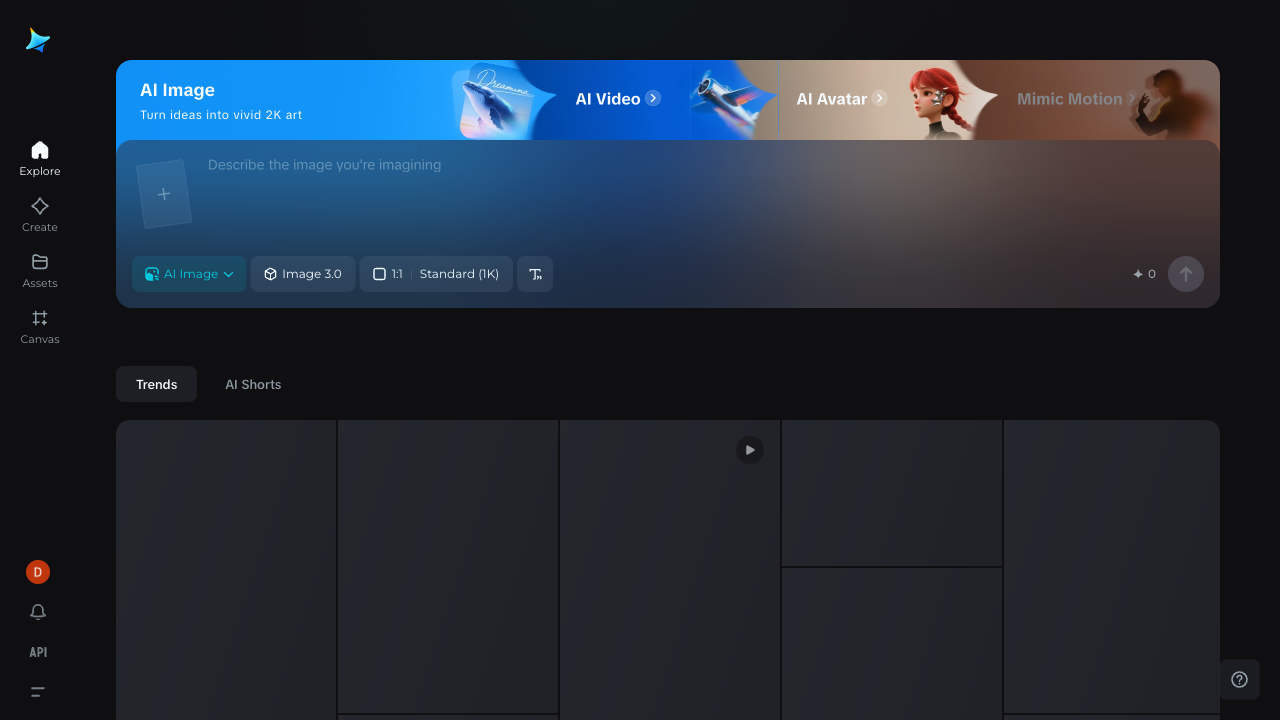 AI Image
Turn ideas into vivid 2K art
Dreamina
AI Video
AI Avatar
Mimic Motion
Describe the image you're imagining
AI Image
Image 3.0
1:1
Standard (1K)
0
Explore
Create
Assets
Canvas
Trends
AI Shorts
D
API